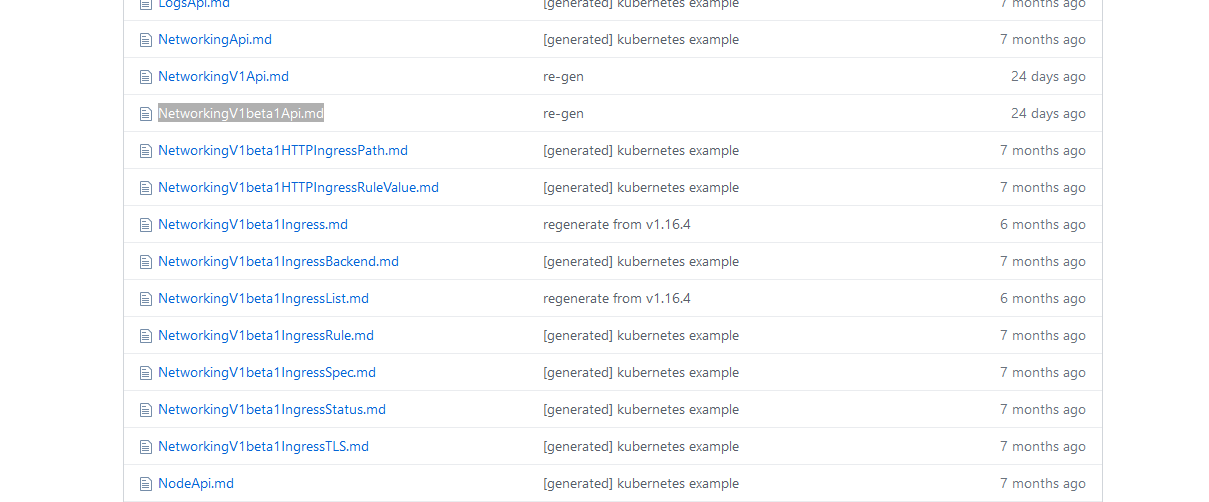 LogsApi.md [generated] kubernetes example 7 months ago
NetworkingApi.md [generated] kubernetes example 7 months ago
NetworkingV1Api.md re-gen 24 days ago
NetworkingV1beta1Api.md re-gen 24 days ago
NetworkingV1beta1HTTPIngressPath.md [generated] kubernetes example 7 months ago
NetworkingV1beta1HTTPIngressRuleValue.md [generated] kubernetes example 7 months ago
NetworkingV1beta1Ingress.md regenerate from v1.16.4 6 months ago
NetworkingV1beta1IngressBackend.md [generated] kubernetes example 7 months ago
NetworkingV1beta1IngressList.md regenerate from v1.16.4 6 months ago
NetworkingV1beta1IngressRule.md [generated] kubernetes example 7 months ago
NetworkingV1beta1IngressSpec.md [generated] kubernetes example 7 months ago
NetworkingV1beta1IngressStatus.md [generated] kubernetes example 7 months ago
NetworkingV1beta1IngressTLS.md [generated] kubernetes example 7 months ago
NodeApi.md [generated] kubernetes example 7 months ago